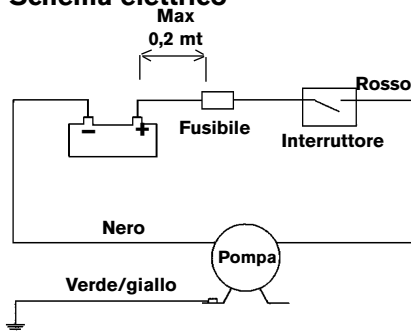 Schema elettrico
Max
0,2 mt
Rosso
- +
Fusibile
Interruttore
Nero
Pompa
Verde/giallo